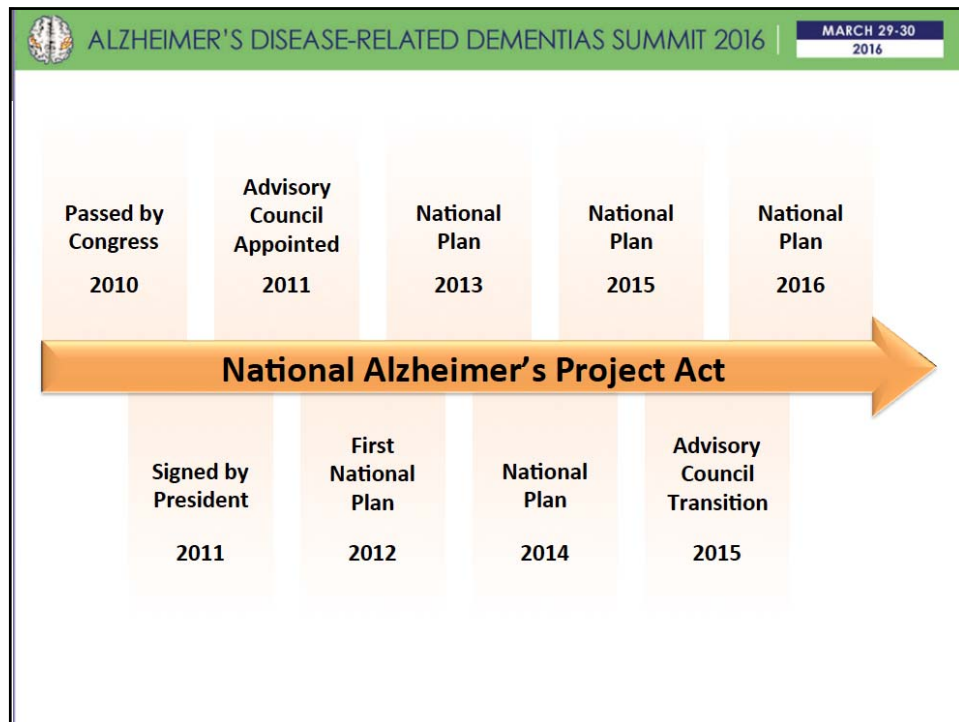 ALZHEIMER'S DISEASE-RELATED DEMENTIAS SUMMIT 2016
MARCH 29-30
2016
Passed by
Congress
2010
Advisory
Council
Appointed
2011
National
Plan
2013
National
Plan
2015
National
Plan
2016
National Alzheimer's Project Act
Signed by
President
2011
First
National
Plan
2012
National
Plan
2014
Advisory
Council
Transition
2015